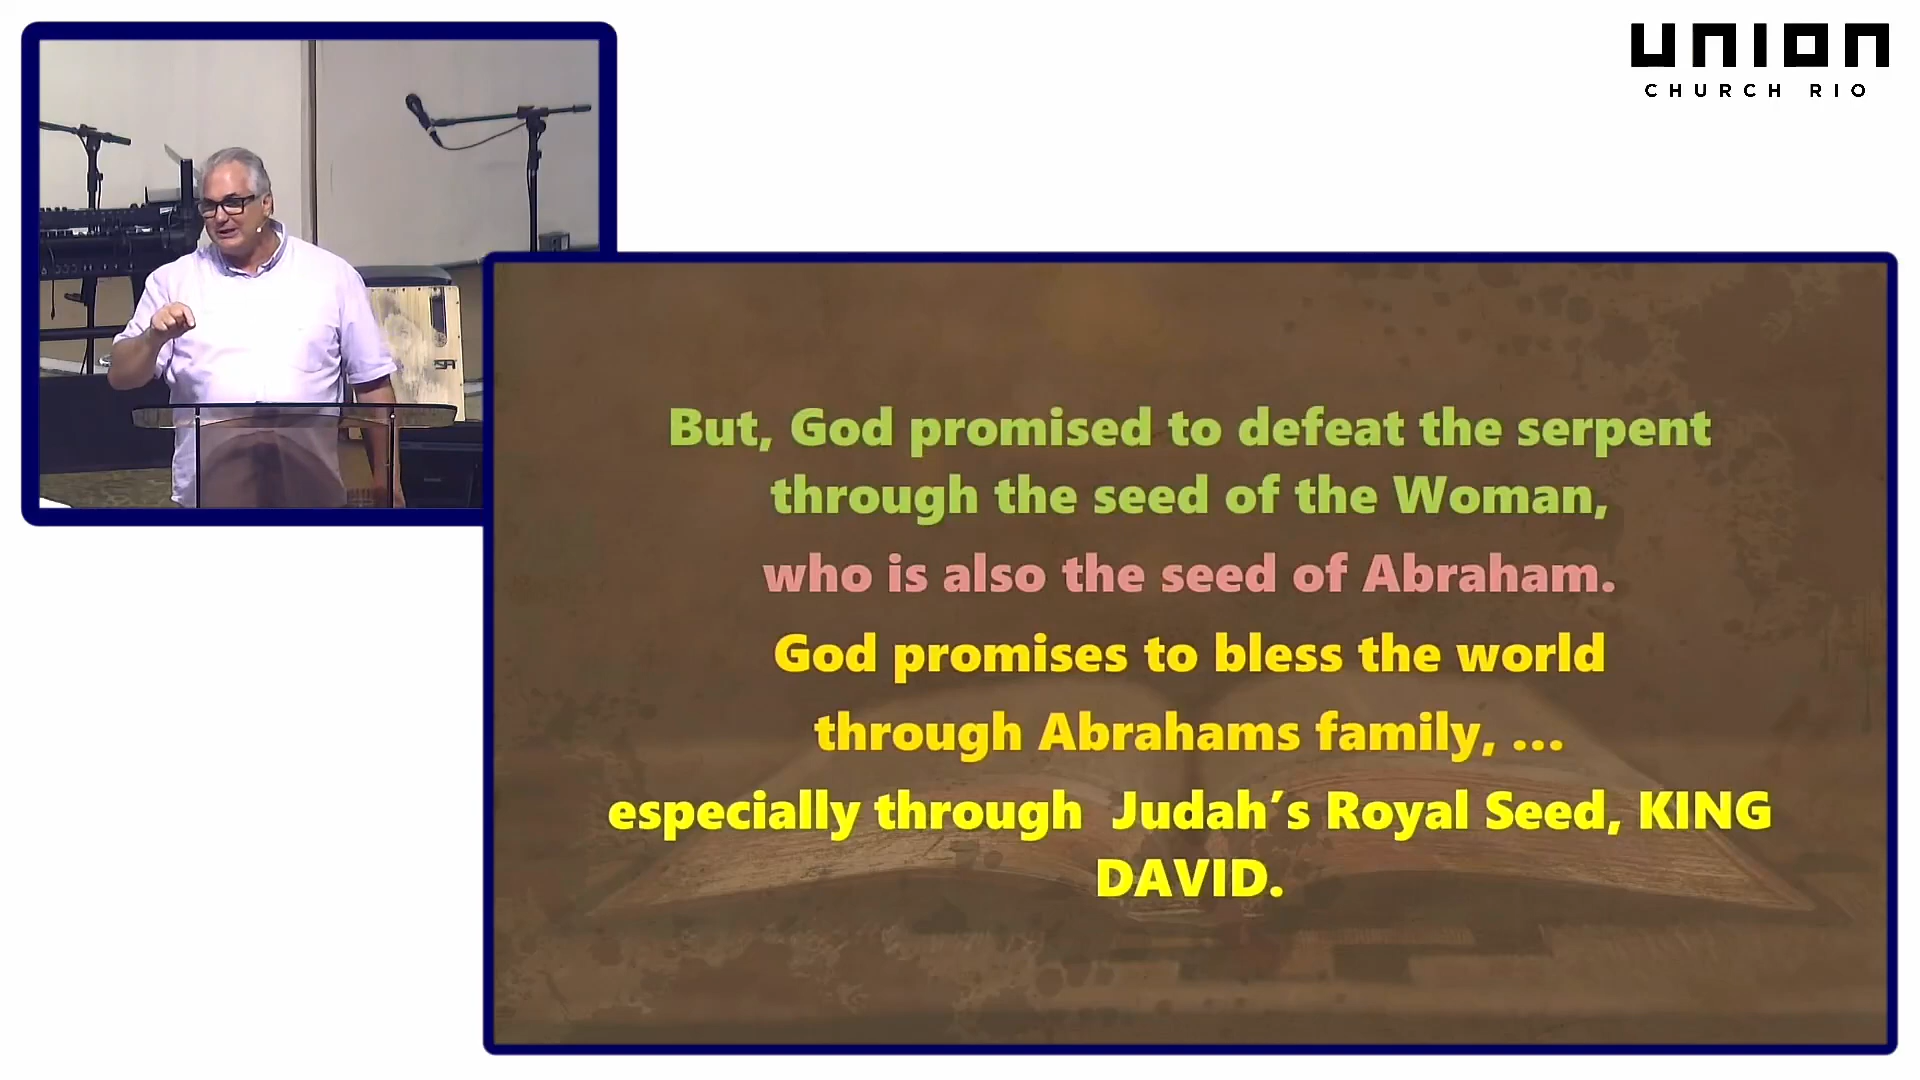 UNION
CHURCH RIO
But, God promised to defeat the serpent
through the seed of the Woman,
who is also the seed of Abraham.
God promises to bless the world
through Abrahams family, ...
especially through  Judah’s Royal Seed, KING
DAVID.